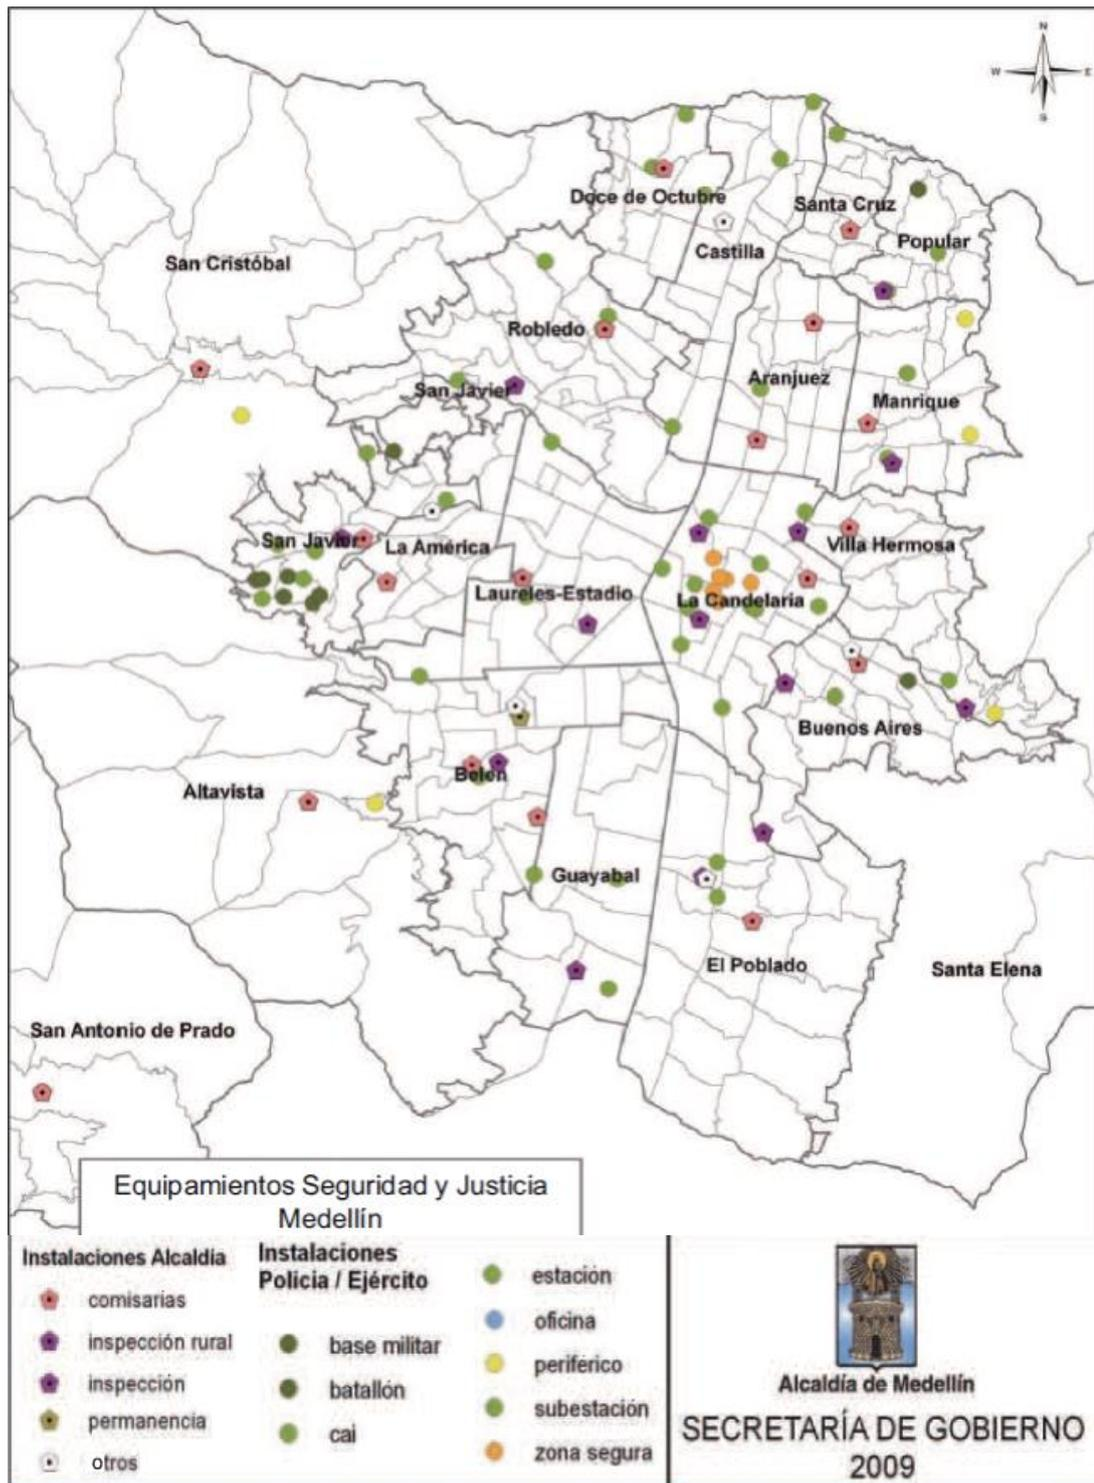 N
W E
S
Doce de Octubre
Santa Cruz
Popular
Castilla
San Cristóbal
Robledo
San Javier
Aranjuez
Manrique
San Javier
La América
Villa Hermosa
Laureles-Estadio
La Candelaria
Buenos Aires
Belén
Altavista
Guayabal
El Poblado
Santa Elena
San Antonio de Prado
Equipamientos Seguridad y Justicia
Medellín
Instalaciones Alcaldía
comisarias
inspección rural
inspección
permanencia
otros
Instalaciones
Policia / Ejército
base militar
batallón
cai
estación
oficina
periférico
subestación
zona segura
Alcaldía de Medellín
SECRETARÍA DE GOBIERNO
2009